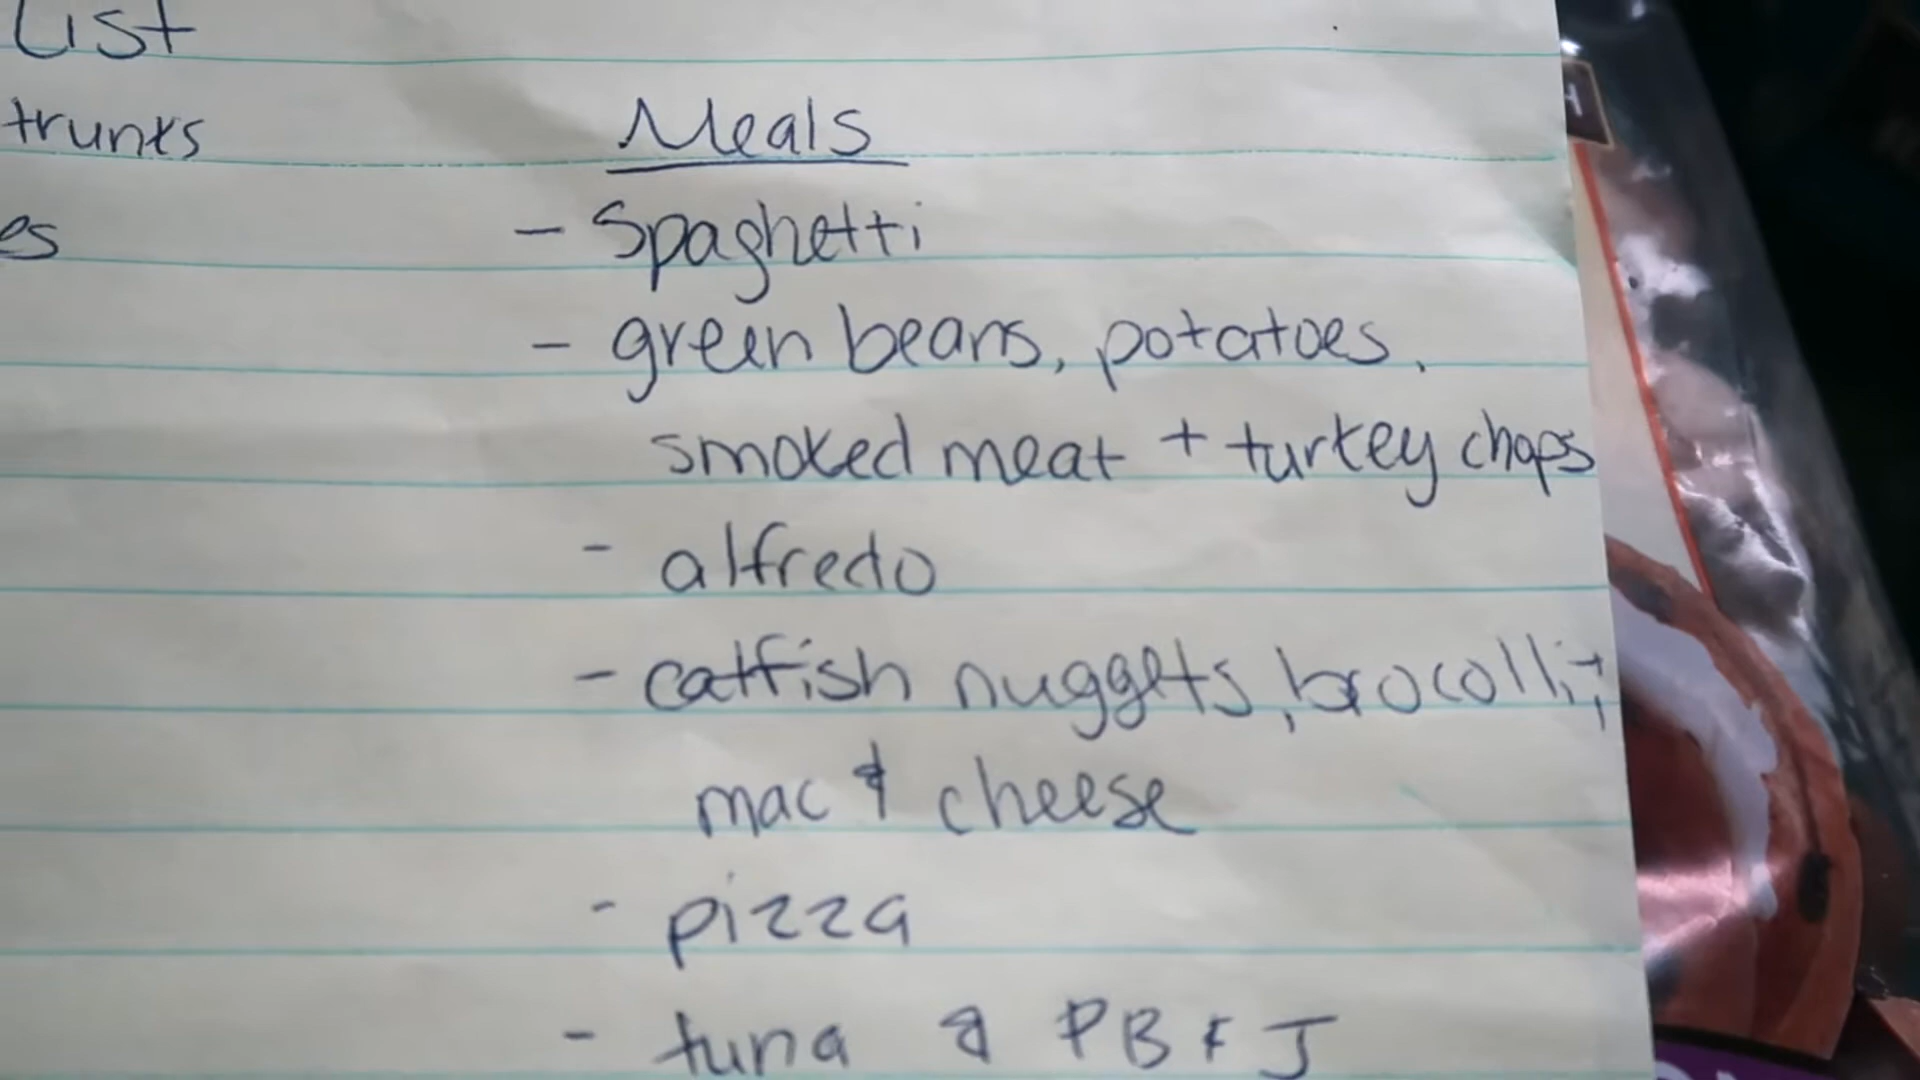 List
trunks
es
Meals
- Spaghetti
- green beans, potatoes,
smoked meat + turkey chops
- alfredo
- catfish nuggets, brocolli +
mac & cheese
- pizza
- tuna & PB & J
H